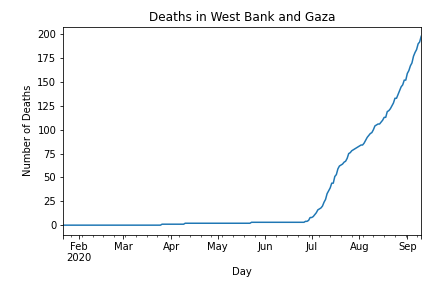 Deaths in West Bank and Gaza
200
175
150
125
100
75
50
25
0
Number of Deaths
Feb Mar Apr May Jun Jul Aug Sep
2020
Day